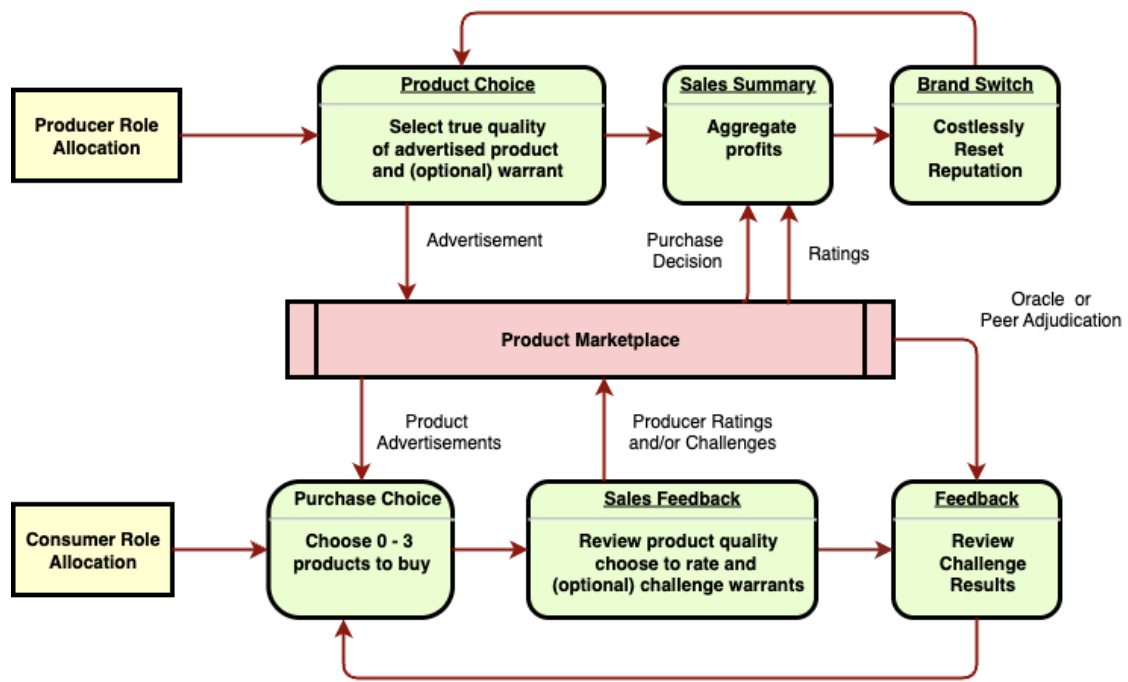 Product Choice
Sales Summary
Brand Switch
Producer Role
Allocation
Select true quality
of advertised product
and (optional) warrant
Aggregate
profits
Costlessly
Reset
Reputation
Advertisement
Purchase
Decision
Ratings
Oracle or
Peer Adjudication
Product Marketplace
Product
Advertisements
Producer Ratings
and/or Challenges
Purchase Choice
Sales Feedback
Feedback
Consumer Role
Allocation
Choose 0 - 3
products to buy
Review product quality
choose to rate and
(optional) challenge warrants
Review
Challenge
Results